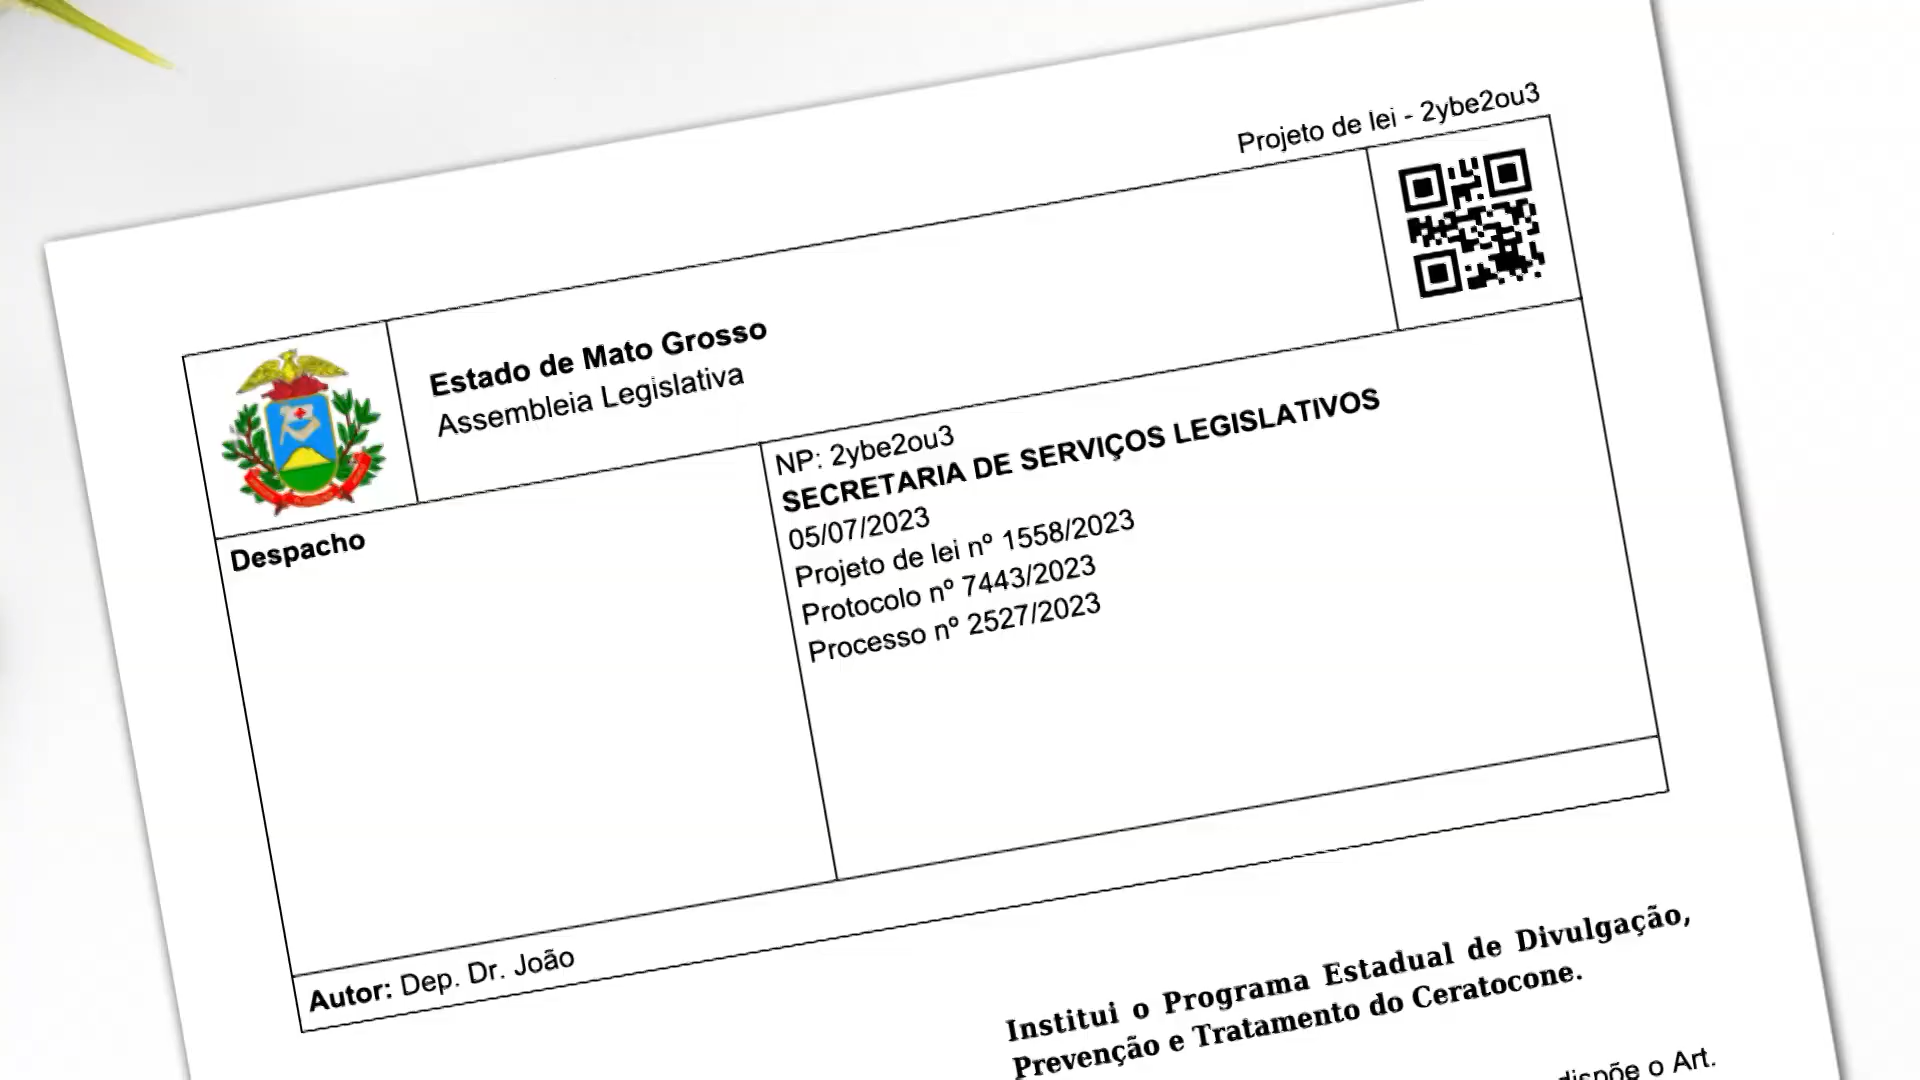 Projeto de lei - 2ybe2ou3
Estado de Mato Grosso
Assembleia Legislativa
NP: 2ybe2ou3
SECRETARIA DE SERVIÇOS LEGISLATIVOS
05/07/2023
Projeto de lei nº 1558/2023
Protocolo nº 7443/2023
Processo nº 2527/2023
Despacho
Autor: Dep. Dr. João
Institui o Programa Estadual de Divulgação,
Prevenção e Tratamento do Ceratocone.
dispõe o Art.